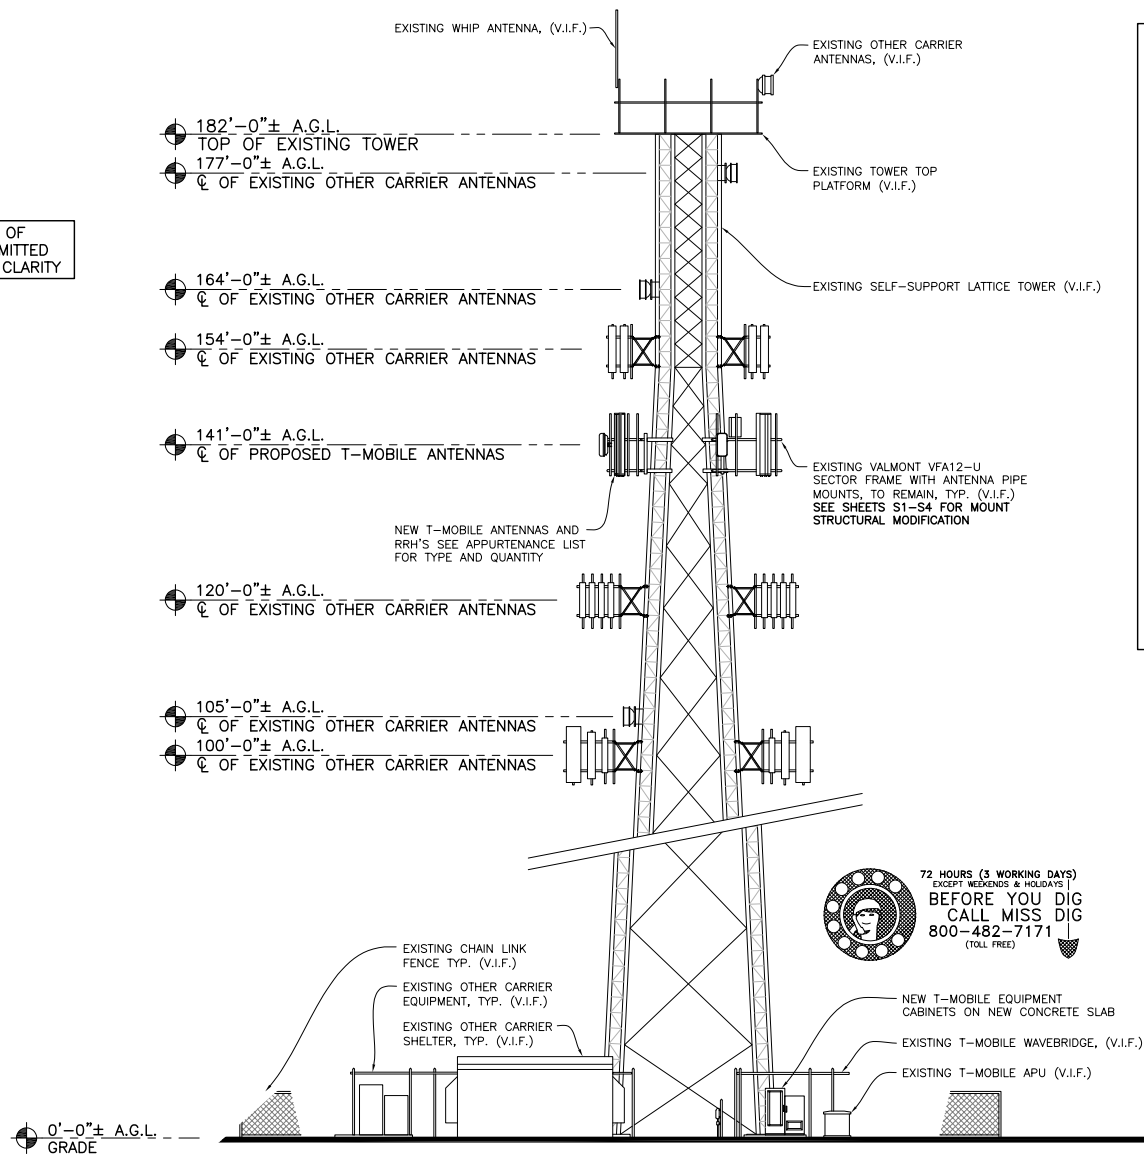 EXISTING WHIP ANTENNA, (V.I.F.)
EXISTING OTHER CARRIER
ANTENNAS, (V.I.F.)
182'-0"± A.G.L.
TOP OF EXISTING TOWER
177'-0"± A.G.L.
℄ OF EXISTING OTHER CARRIER ANTENNAS
EXISTING TOWER TOP
PLATFORM (V.I.F.)
OF
MITTED
CLARITY
164'-0"± A.G.L.
℄ OF EXISTING OTHER CARRIER ANTENNAS
EXISTING SELF-SUPPORT LATTICE TOWER (V.I.F.)
154'-0"± A.G.L.
℄ OF EXISTING OTHER CARRIER ANTENNAS
141'-0"± A.G.L.
℄ OF PROPOSED T-MOBILE ANTENNAS
EXISTING VALMONT VFA12-U
SECTOR FRAME WITH ANTENNA PIPE
MOUNTS, TO REMAIN, TYP. (V.I.F.)
SEE SHEETS S1-S4 FOR MOUNT
STRUCTURAL MODIFICATION
NEW T-MOBILE ANTENNAS AND
RRH'S SEE APPURTENANCE LIST
FOR TYPE AND QUANTITY
120'-0"± A.G.L.
℄ OF EXISTING OTHER CARRIER ANTENNAS
105'-0"± A.G.L.
℄ OF EXISTING OTHER CARRIER ANTENNAS
100'-0"± A.G.L.
℄ OF EXISTING OTHER CARRIER ANTENNAS
72 HOURS (3 WORKING DAYS)
EXCEPT WEEKENDS & HOLIDAYS
BEFORE YOU DIG
CALL MISS DIG
800-482-7171
(TOLL FREE)
EXISTING CHAIN LINK
FENCE TYP. (V.I.F.)
EXISTING OTHER CARRIER
EQUIPMENT, TYP. (V.I.F.)
EXISTING OTHER CARRIER
SHELTER, TYP. (V.I.F.)
NEW T-MOBILE EQUIPMENT
CABINETS ON NEW CONCRETE SLAB
EXISTING T-MOBILE WAVEBRIDGE, (V.I.F.)
EXISTING T-MOBILE APU (V.I.F.)
0'-0"± A.G.L.
GRADE